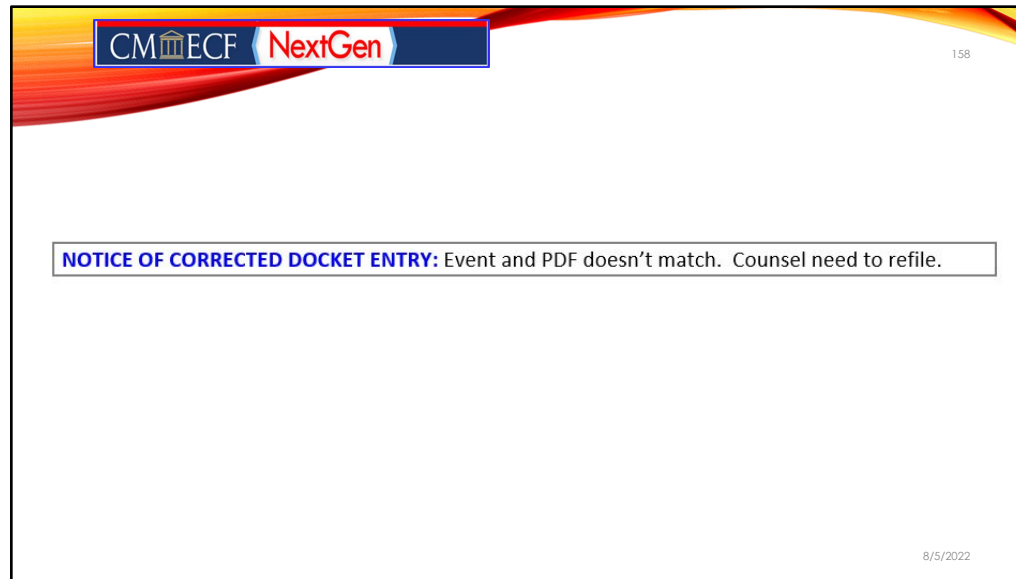 CM ECF NextGen
158
NOTICE OF CORRECTED DOCKET ENTRY: Event and PDF doesn’t match. Counsel need to refile.
8/5/2022